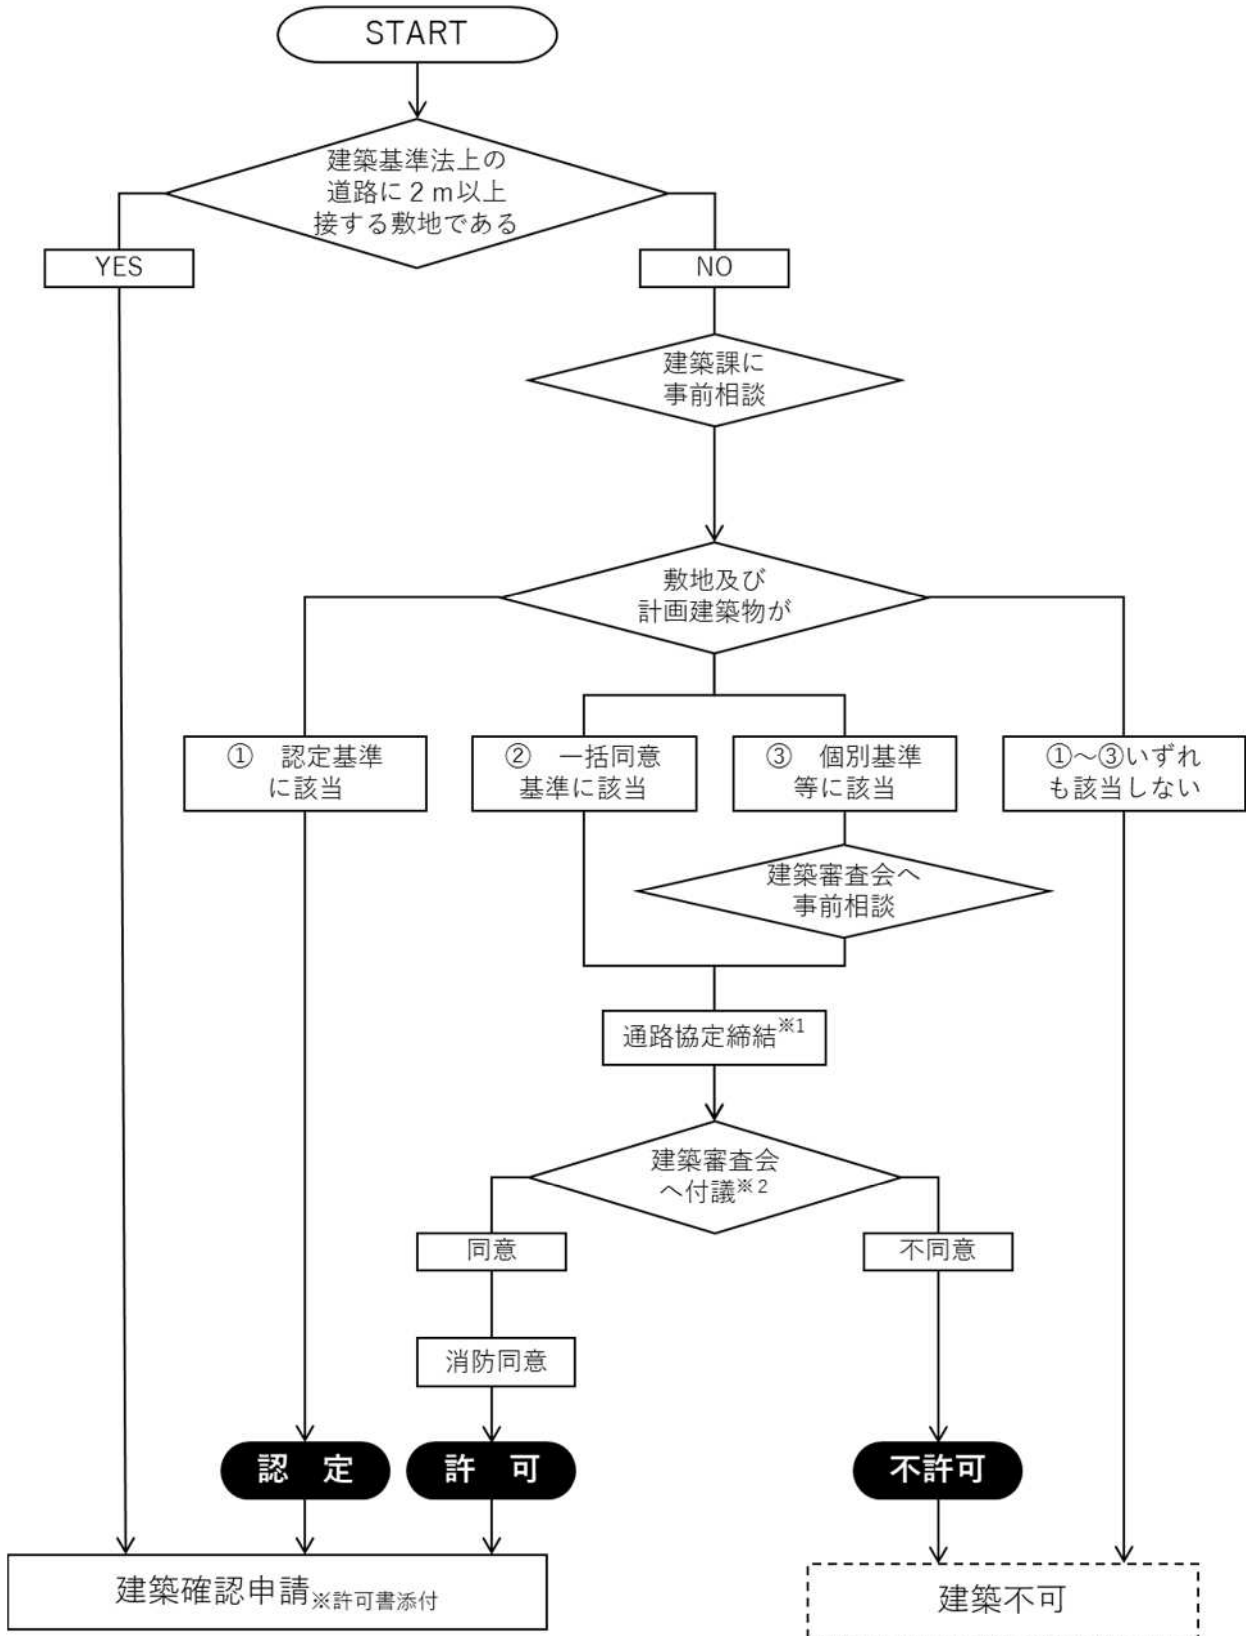 START
建築基準法上の
道路に２ｍ以上
接する敷地である
YES
NO
建築課に
事前相談
敷地及び
計画建築物が
①　認定基準
に該当
②　一括同意
基準に該当
③　個別基準
等に該当
①～③いずれ
も該当しない
建築審査会へ
事前相談
通路協定締結※1
建築審査会
へ付議※2
同意
不同意
消防同意
認　定
許　可
不許可
建築確認申請※許可書添付
建築不可